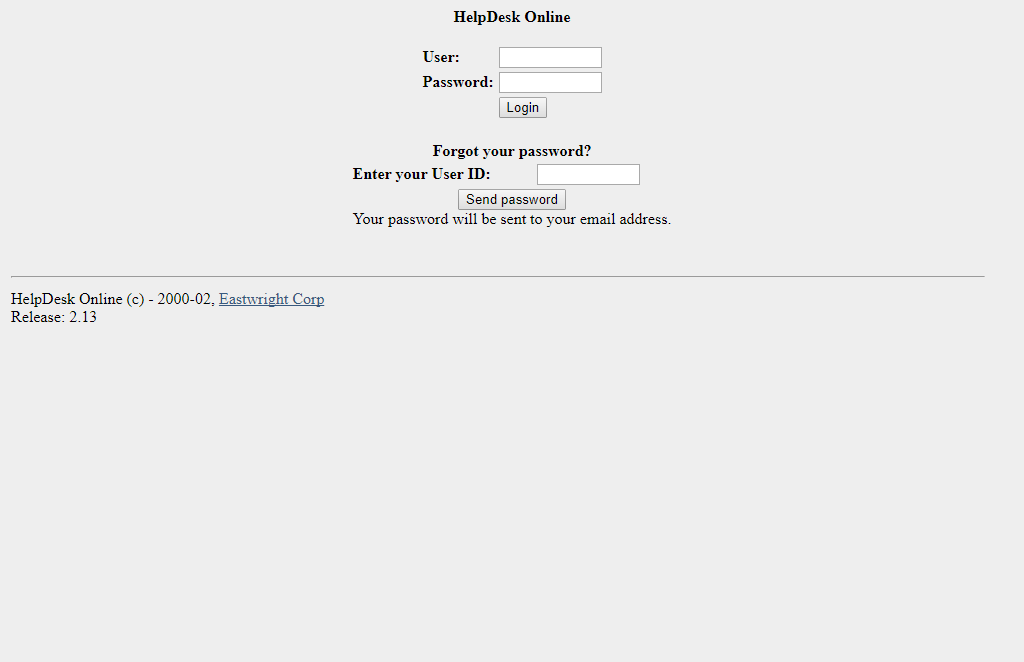 HelpDesk Online
User:
Password:
Login
Forgot your password?
Enter your User ID:
Send password
Your password will be sent to your email address.
HelpDesk Online (c) - 2000-02, Eastwright Corp
Release: 2.13